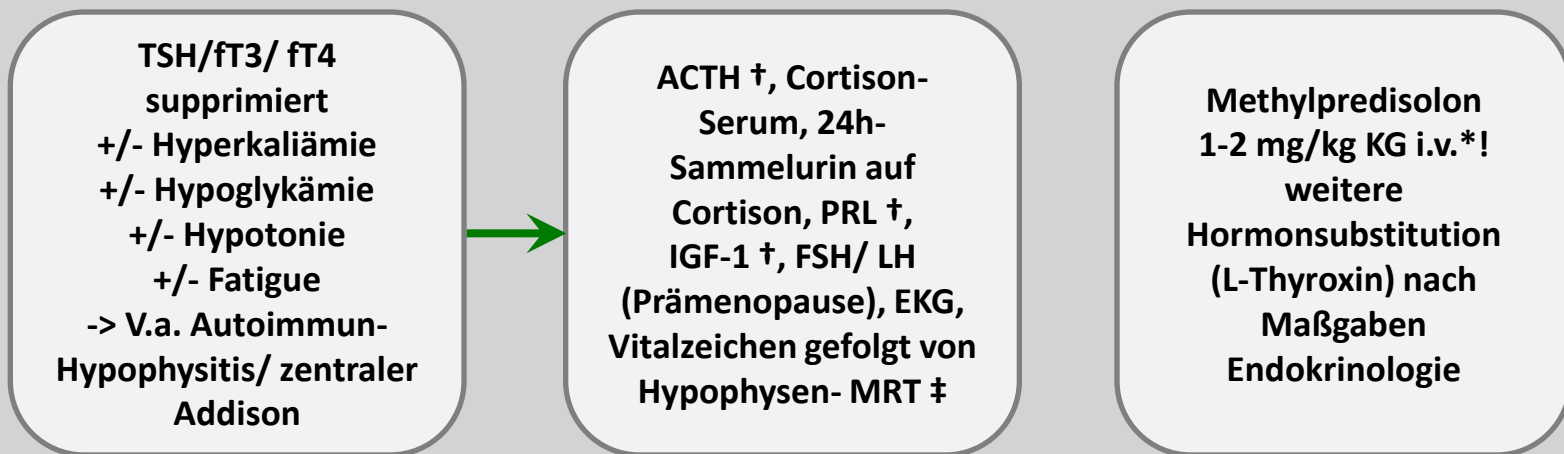 TSH/fT3/ fT4
supprimiert
+/- Hyperkaliämie
+/- Hypoglykämie
+/- Hypotonie
+/- Fatigue
-> V.a. Autoimmun-
Hypophysitis/ zentraler
Addison
ACTH †, Cortison-
Serum, 24h-
Sammelurin auf
Cortison, PRL †,
IGF-1 †, FSH/ LH
(Prämenopause), EKG,
Vitalzeichen gefolgt von
Hypophysen- MRT ‡
Methylpredisolon
1-2 mg/kg KG i.v.*!
weitere
Hormonsubstitution
(L-Thyroxin) nach
Maßgaben
Endokrinologie